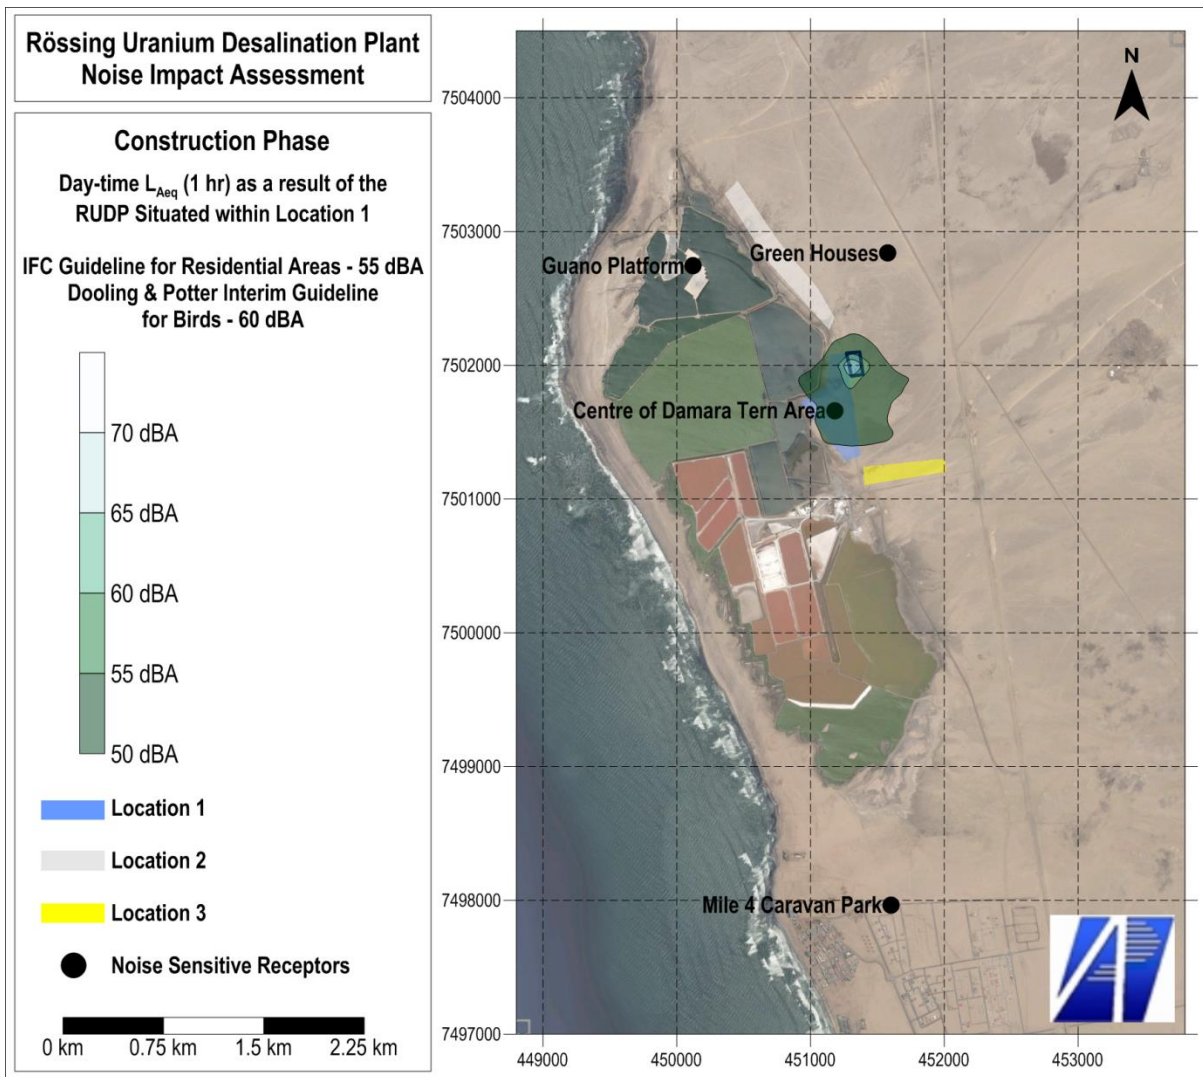 Rössing Uranium Desalination Plant
Noise Impact Assessment
Construction Phase
Day-time LAeq (1 hr) as a result of the
RUDP Situated within Location 1
IFC Guideline for Residential Areas - 55 dBA
Dooling & Potter Interim Guideline
for Birds - 60 dBA
70 dBA
65 dBA
60 dBA
55 dBA
50 dBA
Location 1
Location 2
Location 3
Noise Sensitive Receptors
0 km 0.75 km 1.5 km 2.25 km
N
7504000
7503000
7502000
7501000
7500000
7499000
7498000
7497000
Green Houses
Guano Platform
Centre of Damara Tern Area
Mile 4 Caravan Park
449000 450000 451000 452000 453000